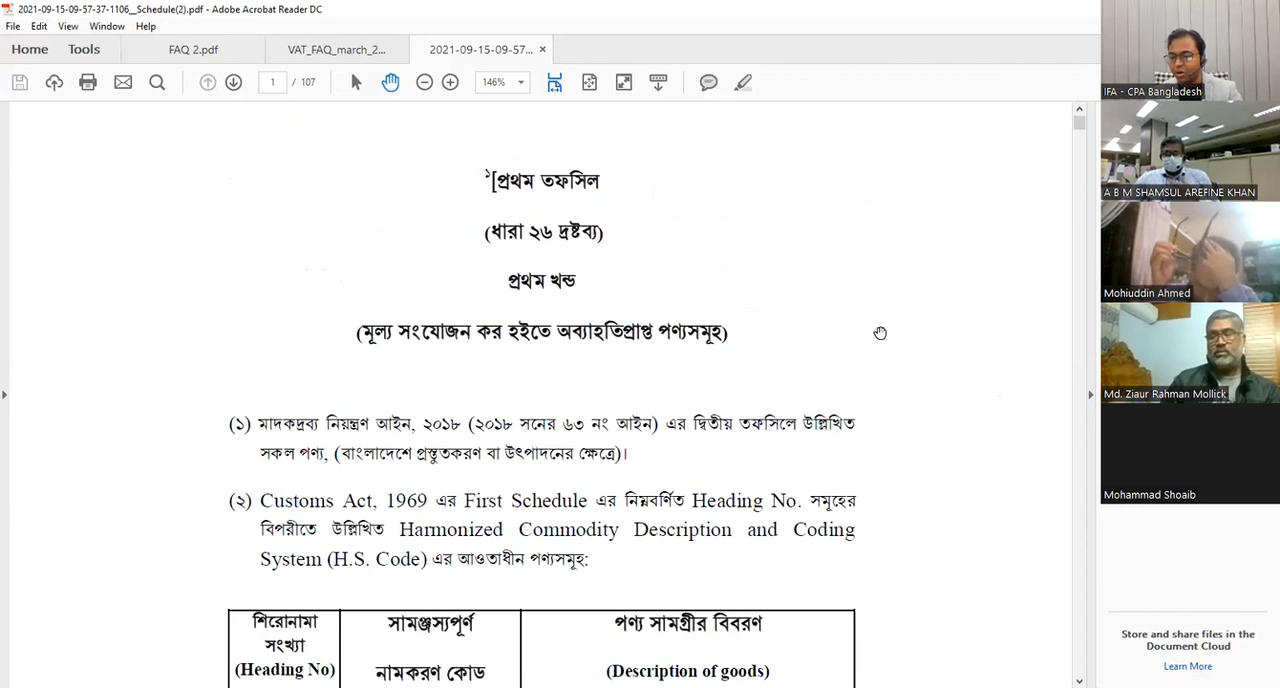 2021-09-15-09-57-37-1106__Schedule(2).pdf - Adobe Acrobat Reader DC
File Edit View Window Help
Home Tools FAQ 2.pdf VAT_FAQ_march_2... 2021-09-15-09-57... ×
1 / 107 146%
১[প্রথম তফসিল
(ধারা ২৬ দ্রষ্টব্য)
প্রথম খন্ড
(মূল্য সংযোজন কর হইতে অব্যাহতিপ্রাপ্ত পণ্যসমূহ)
(১) মাদকদ্রব্য নিয়ন্ত্রণ আইন, ২০১৮ (২০১৮ সনের ৬৩ নং আইন) এর দ্বিতীয় তফসিলে উল্লিখিত
সকল পণ্য, (বাংলাদেশে প্রস্তুতকরণ বা উৎপাদনের ক্ষেত্রে)।
(২) Customs Act, 1969 এর First Schedule এর নিম্নবর্ণিত Heading No. সমূহের
বিপরীতে উল্লিখিত Harmonized Commodity Description and Coding
System (H.S. Code) এর আওতাধীন পণ্যসমূহ:
শিরোনামা
সংখ্যা
(Heading No)
সামঞ্জস্যপূর্ণ
নামকরণ কোড
পণ্য সামগ্রীর বিবরণ
(Description of goods)
IFA - CPA Bangladesh
A B M SHAMSUL AREFINE KHAN
Mohiuddin Ahmed
Md. Ziaur Rahman Mollick
Mohammad Shoaib
Store and share files in the
Document Cloud
Learn More